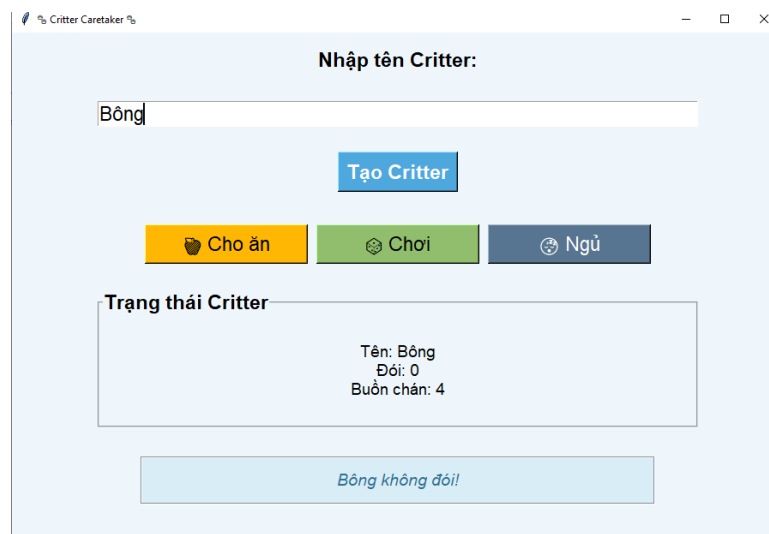 Critter Caretaker
Nhập tên Critter:
Bông
Tạo Critter
Cho ăn
Chơi
Ngủ
Trạng thái Critter
Tên: Bông
Đói: 0
Buồn chán: 4
Bông không đói!